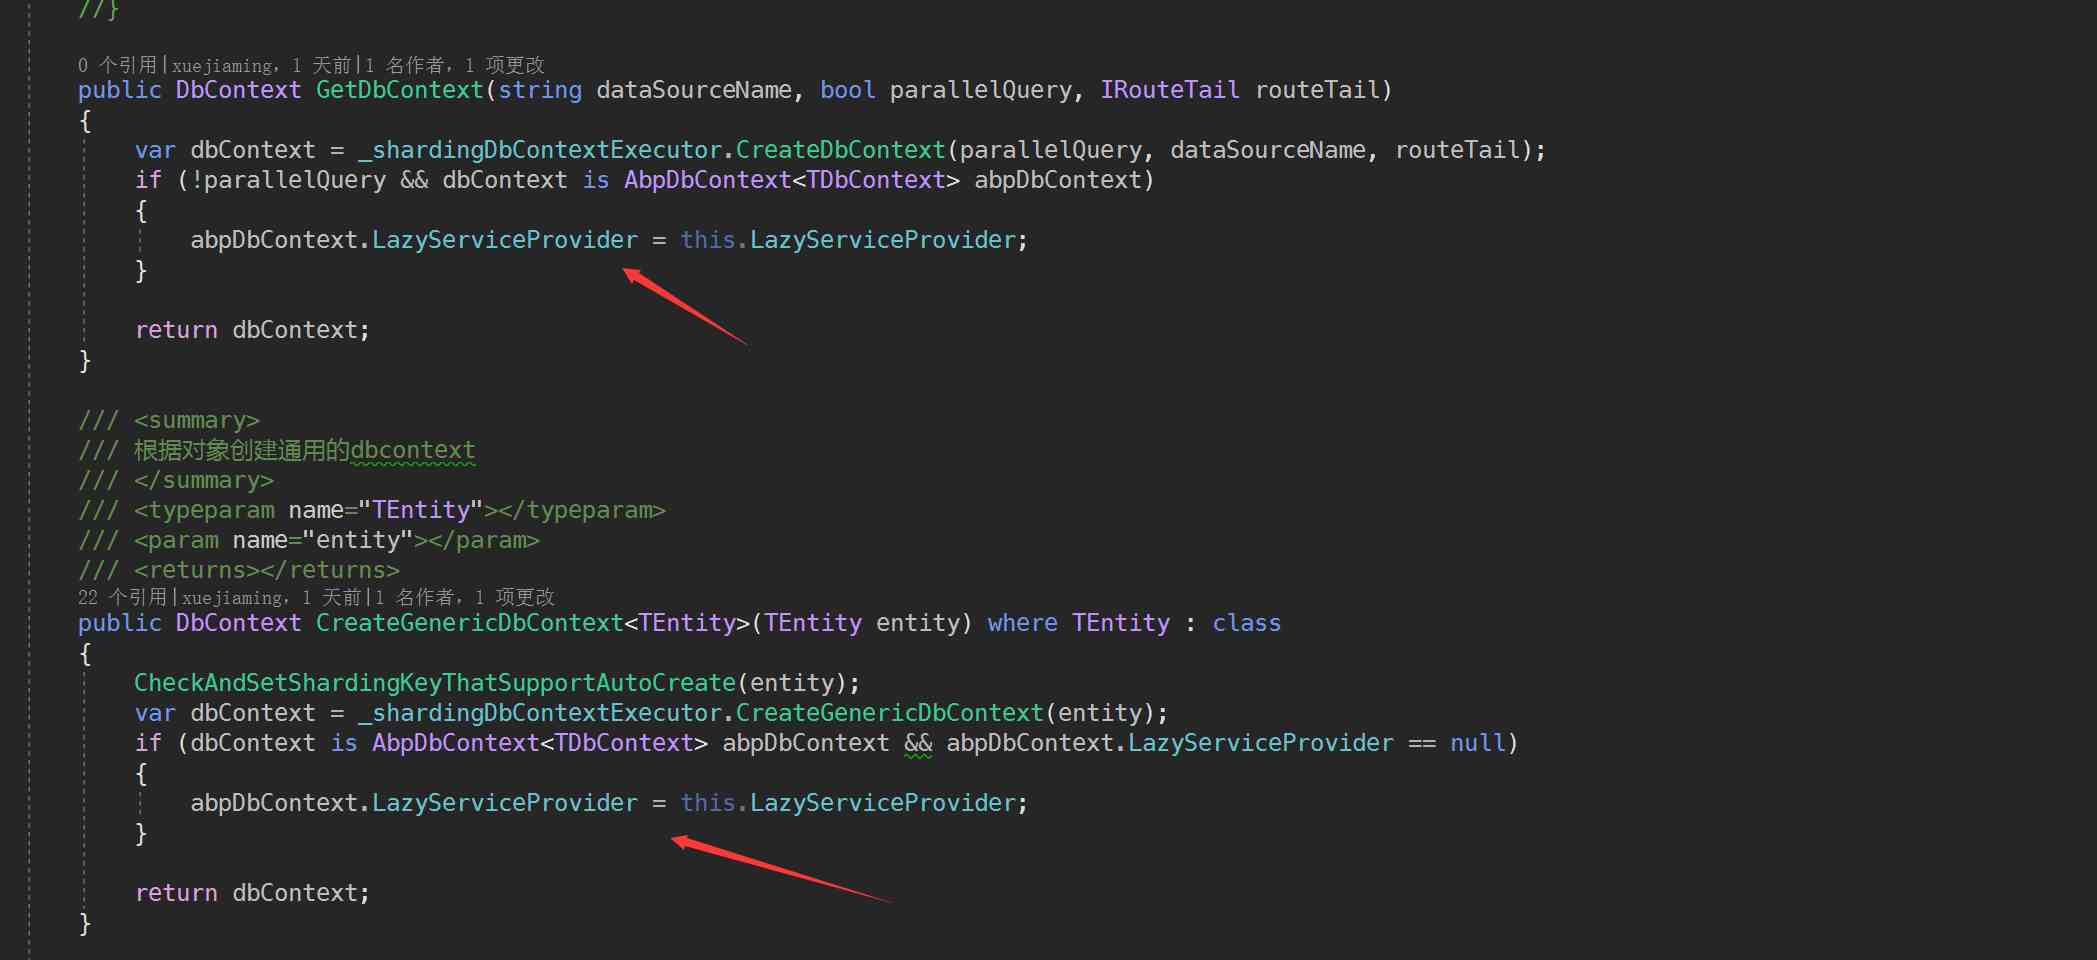 //}
0 个引用|xuejiaming，1 天前|1 名作者，1 项更改
public DbContext GetDbContext(string dataSourceName, bool parallelQuery, IRouteTail routeTail)
{
var dbContext = _shardingDbContextExecutor.CreateDbContext(parallelQuery, dataSourceName, routeTail);
if (!parallelQuery && dbContext is AbpDbContext<TDbContext> abpDbContext)
{
abpDbContext.LazyServiceProvider = this.LazyServiceProvider;
}
return dbContext;
}
/// <summary>
/// 根据对象创建通用的dbcontext
/// </summary>
/// <typeparam name="TEntity"></typeparam>
/// <param name="entity"></param>
/// <returns></returns>
22 个引用|xuejiaming，1 天前|1 名作者，1 项更改
public DbContext CreateGenericDbContext<TEntity>(TEntity entity) where TEntity : class
{
CheckAndSetShardingKeyThatSupportAutoCreate(entity);
var dbContext = _shardingDbContextExecutor.CreateGenericDbContext(entity);
if (dbContext is AbpDbContext<TDbContext> abpDbContext && abpDbContext.LazyServiceProvider == null)
{
abpDbContext.LazyServiceProvider = this.LazyServiceProvider;
}
return dbContext;
}